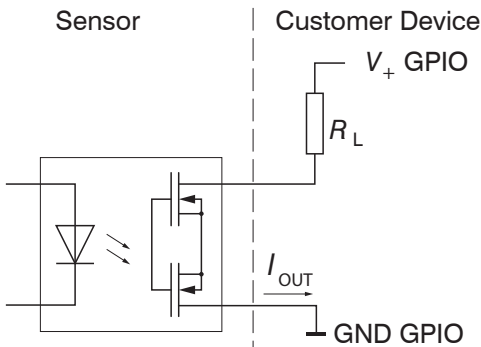 Sensor
Customer Device
V+ GPIO
RL
IOUT
GND GPIO